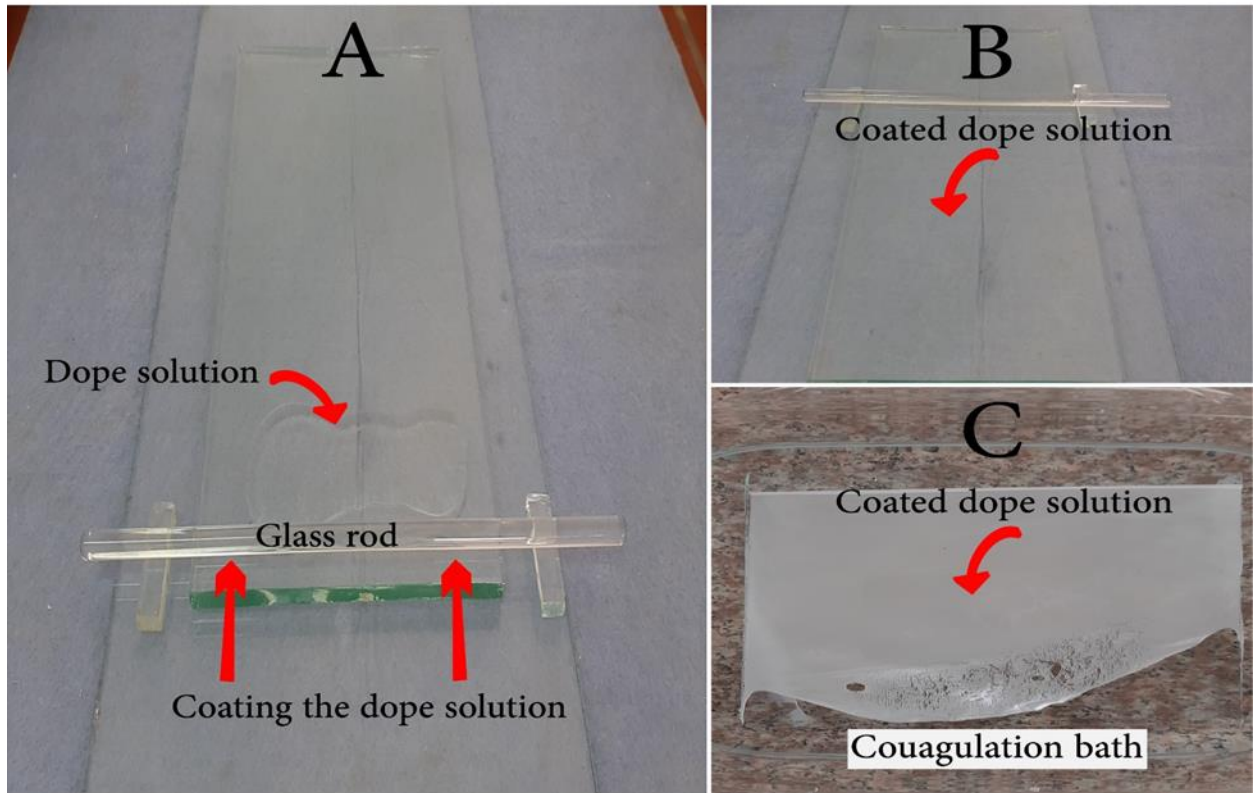 A
Dope solution
Glass rod
Coating the dope solution
B
Coated dope solution
C
Coated dope solution
Couagulation bath